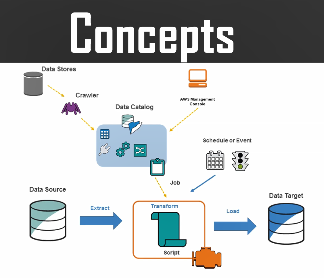 Concepts
Data Stores
Crawler
Data Catalog
AWS Management
Console
Schedule or Event
Job
Data Source
Extract
Transform
Script
Load
Data Target